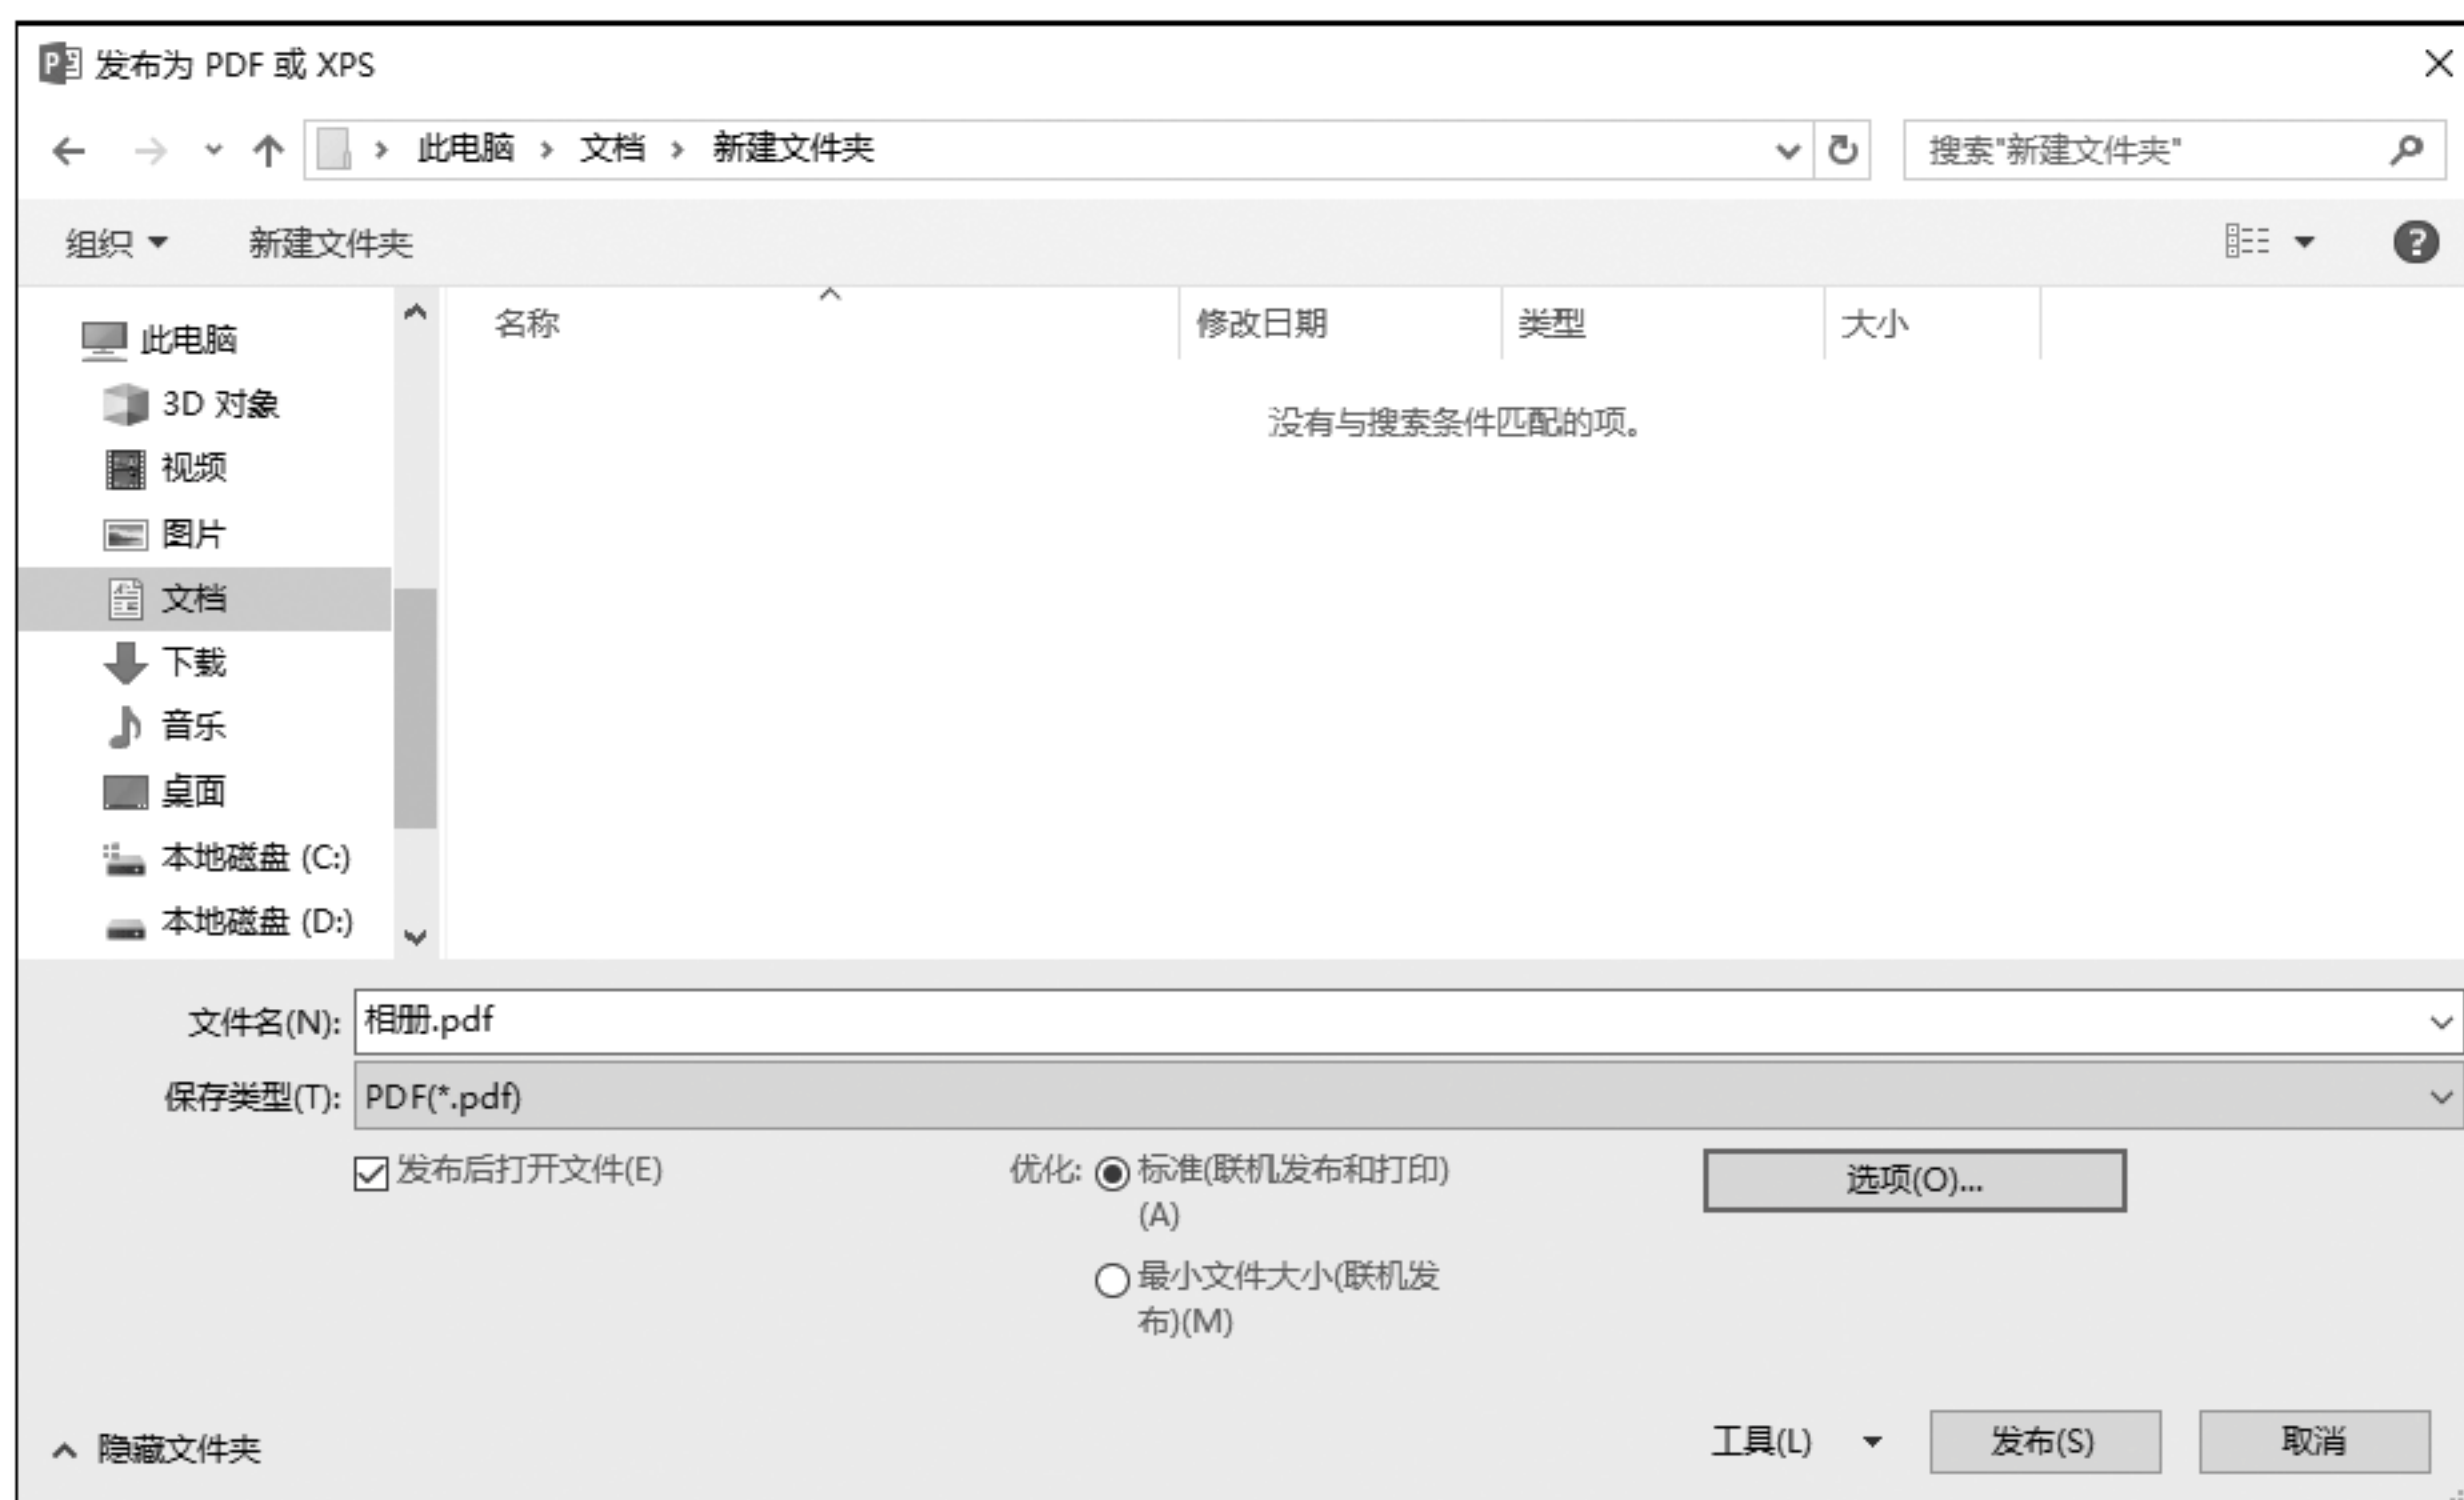 发布为 PDF 或 XPS
此电脑 > 文档 > 新建文件夹
搜索"新建文件夹"
组织 新建文件夹
名称 修改日期 类型 大小
没有与搜索条件匹配的项。
此电脑
3D 对象
视频
图片
文档
下载
音乐
桌面
本地磁盘 (C:)
本地磁盘 (D:)
文件名(N): 相册.pdf
保存类型(T): PDF(*.pdf)
发布后打开文件(E)
优化: 标准(联机发布和打印)
(A)
最小文件大小(联机发
布)(M)
选项(O)...
隐藏文件夹
工具(L) 发布(S) 取消